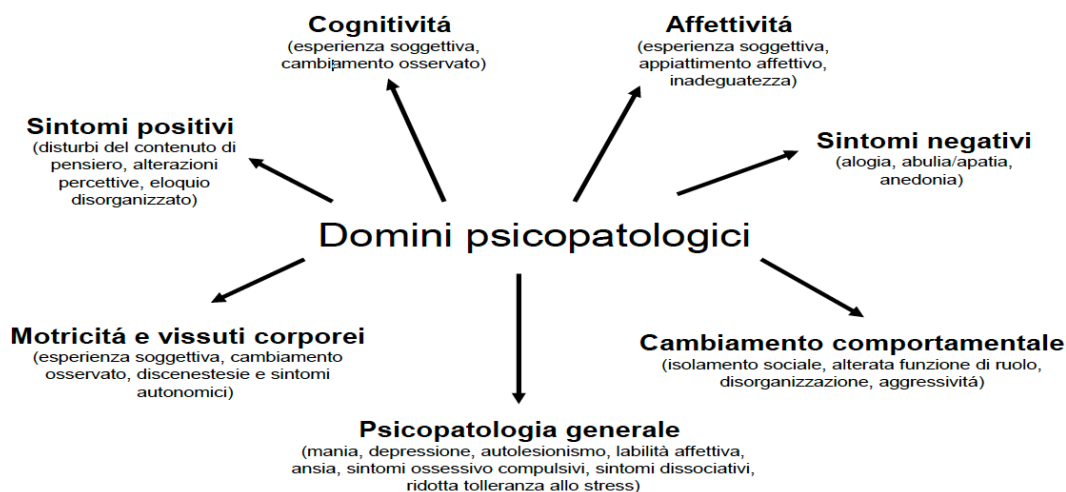 Cognitivitá
(esperienza soggettiva,
cambiamento osservato)
Affettivitá
(esperienza soggettiva,
appiattimento affettivo,
inadeguatezza)
Sintomi positivi
(disturbi del contenuto di
pensiero, alterazioni
percettive, eloquio
disorganizzato)
Sintomi negativi
(alogia, abulia/apatia,
anedonia)
Domini psicopatologici
Motricitá e vissuti corporei
(esperienza soggettiva, cambiamento
osservato, discenestesie e sintomi
autonomici)
Cambiamento comportamentale
(isolamento sociale, alterata funzione di ruolo,
disorganizzazione, aggressivitá)
Psicopatologia generale
(mania, depressione, autolesionismo, labilità affettiva,
ansia, sintomi ossessivo compulsivi, sintomi dissociativi,
ridotta tolleranza allo stress)